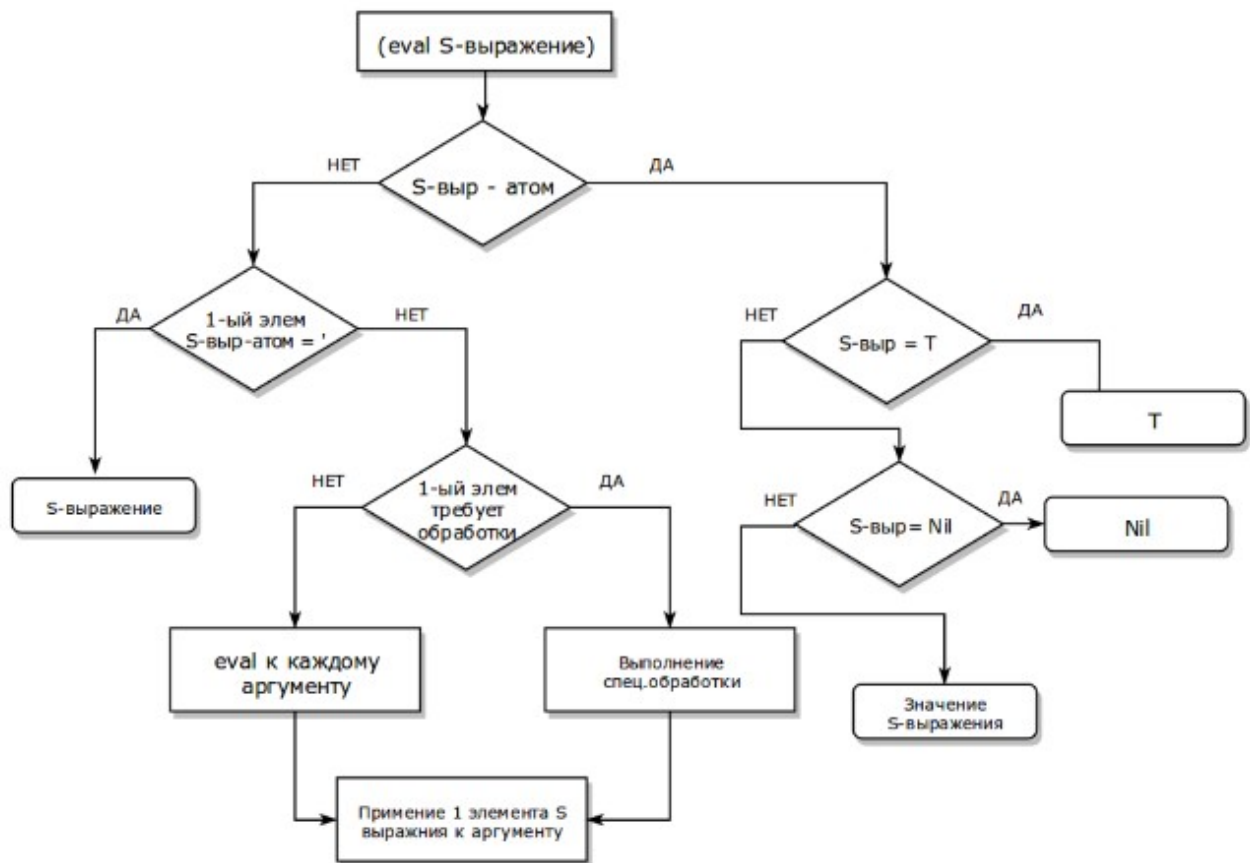 (eval S-выражение)
НЕТ
ДА
S-выр - атом
ДА
1-ый элем
S-выр-атом = '
НЕТ
НЕТ
S-выр = T
ДА
T
S-выражение
НЕТ
1-ый элем
требует
обработки
ДА
НЕТ
S-выр= Nil
ДА
Nil
eval к каждому
аргументу
Выполнение
спец.обработки
Значение
S-выражения
Примение 1 элемента S
выражния к аргументу